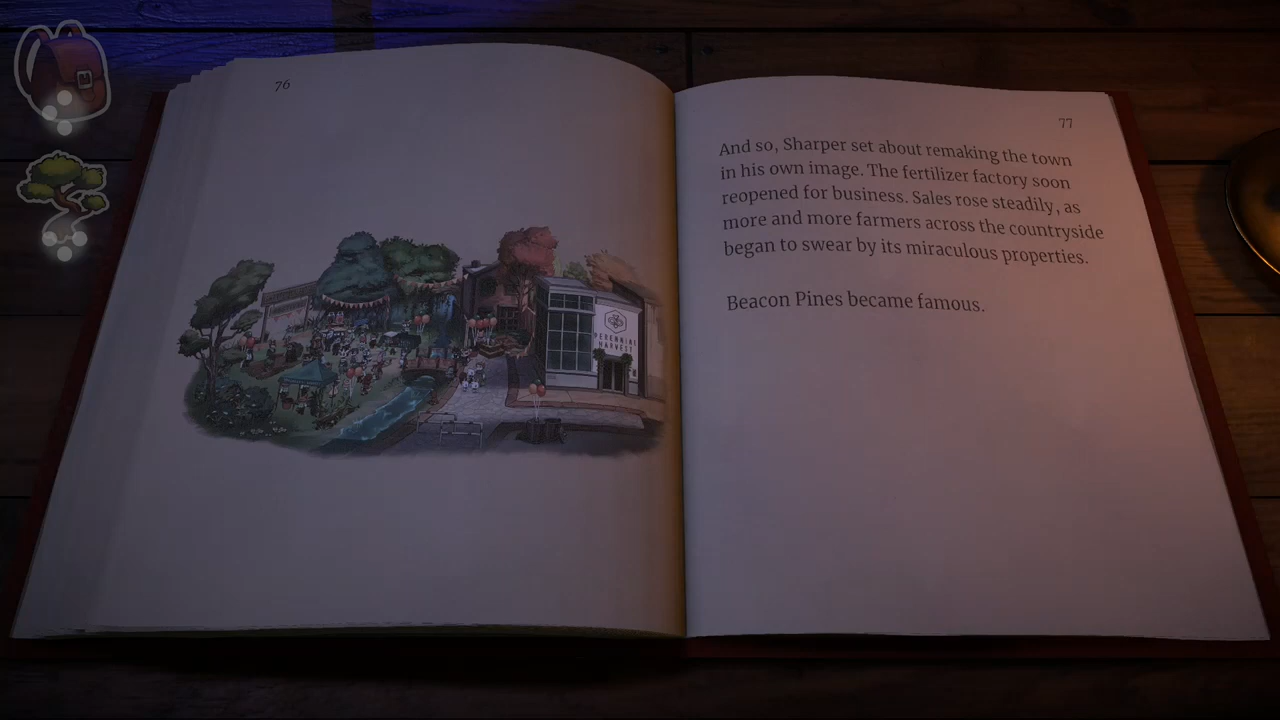 76
PERENNIAL
HARVEST
77
And so, Sharper set about remaking the town
in his own image. The fertilizer factory soon
reopened for business. Sales rose steadily, as
more and more farmers across the countryside
began to swear by its miraculous properties.
Beacon Pines became famous.